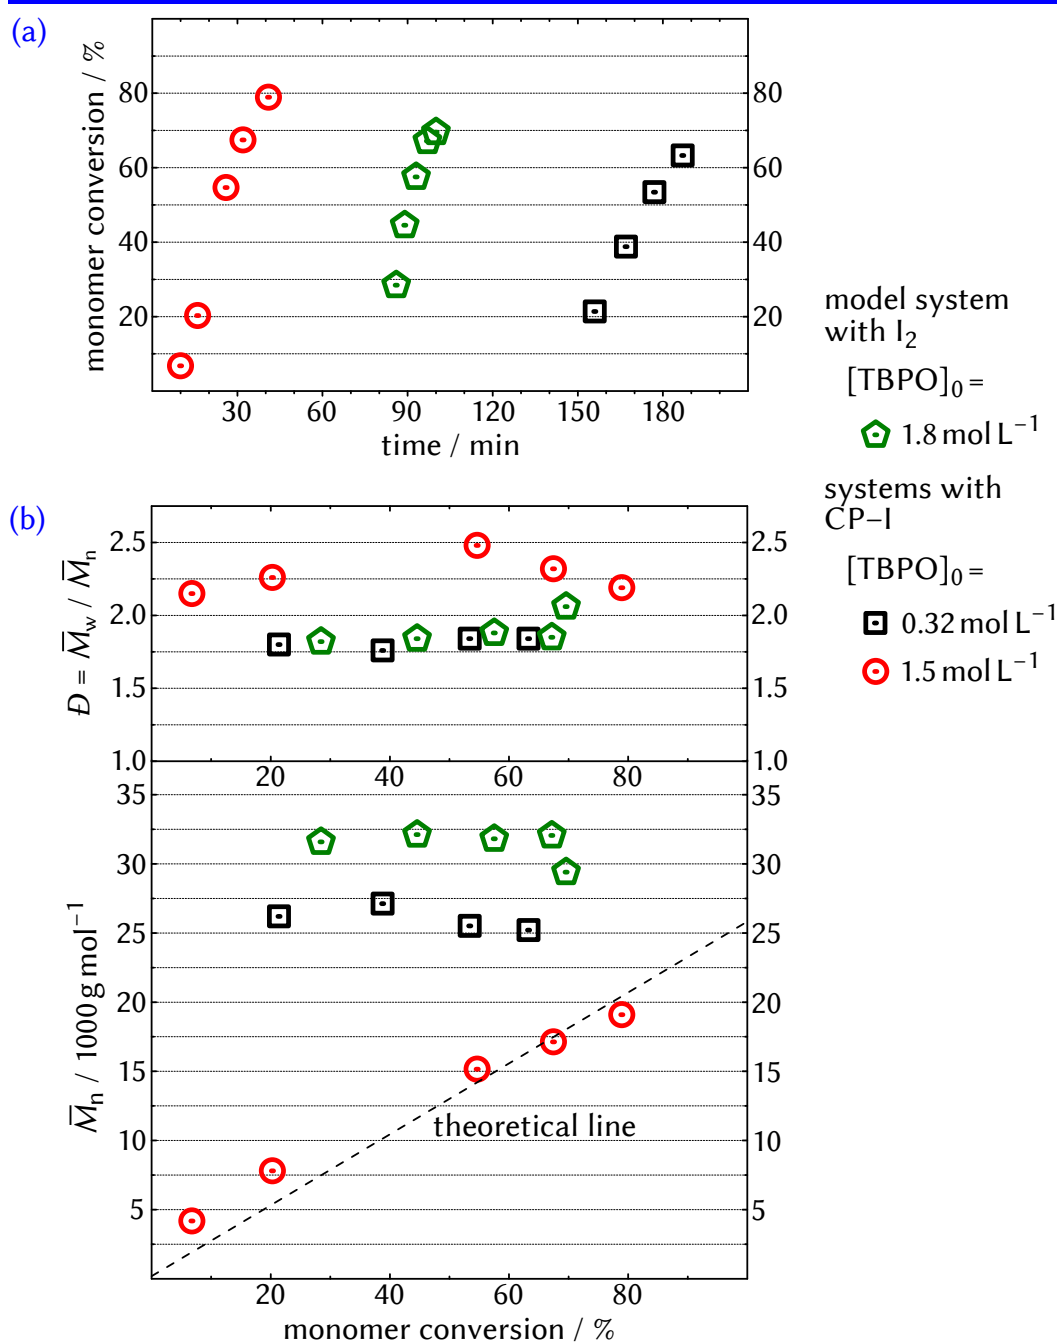 (a)
monomer conversion / %
80
60
40
20
80
60
40
20
30 60 90 120 150 180
time / min
model system
with I₂
[TBPO]₀ =
1.8 mol L⁻¹
systems with
CP–I
[TBPO]₀ =
0.32 mol L⁻¹
1.5 mol L⁻¹
(b)
Đ = M̅w / M̅n
2.5
2.0
1.5
1.0
2.5
2.0
1.5
1.0
20 40 60 80
M̅n / 1000 g mol⁻¹
35
30
25
20
15
10
5
35
30
25
20
15
10
5
theoretical line
20 40 60 80
monomer conversion / %